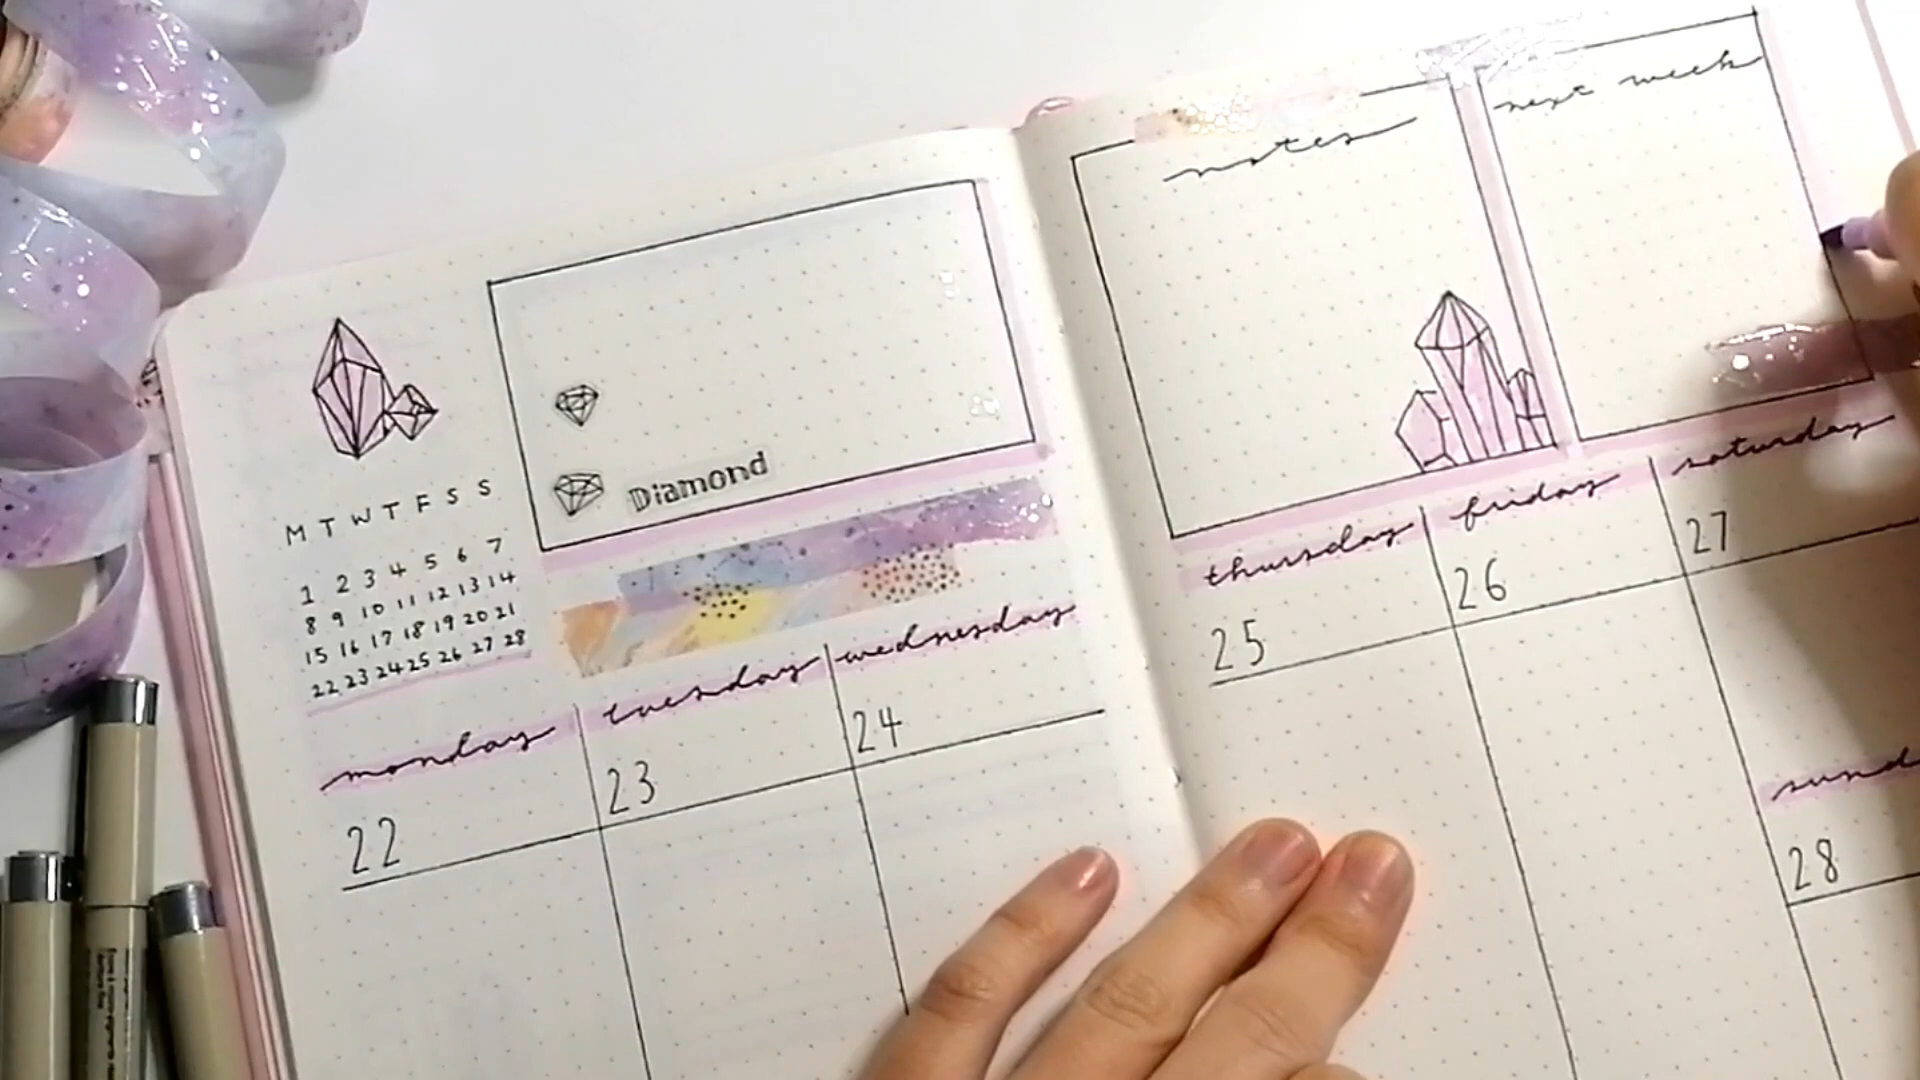 Diamond
M T W T F S S
1 2 3 4 5 6 7
8 9 10 11 12 13 14
15 16 17 18 19 20 21
22 23 24 25 26 27 28
monday
22
tuesday
23
wednesday
24
notes
next week
thursday
25
friday
26
saturday
27
sund
28